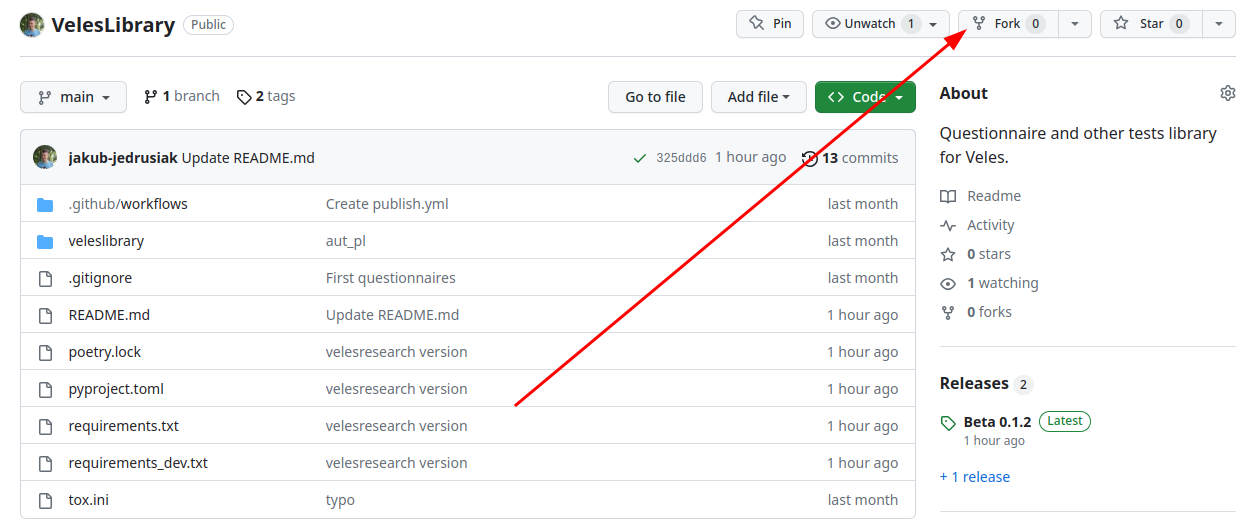 VelesLibrary Public Pin Unwatch 1 Fork 0 Star 0
main 1 branch 2 tags Go to file Add file Code
About
Questionnaire and other tests library
for Veles.
jakub-jedrusiak Update README.md 325ddd6 1 hour ago 13 commits
.github/workflows Create publish.yml last month
veleslibrary aut_pl last month
.gitignore First questionnaires last month
README.md Update README.md 1 hour ago
poetry.lock velesresearch version 1 hour ago
pyproject.toml velesresearch version 1 hour ago
requirements.txt velesresearch version 1 hour ago
requirements_dev.txt velesresearch version 1 hour ago
tox.ini typo last month
Readme
Activity
0 stars
1 watching
0 forks
Releases 2
Beta 0.1.2 Latest
1 hour ago
+ 1 release